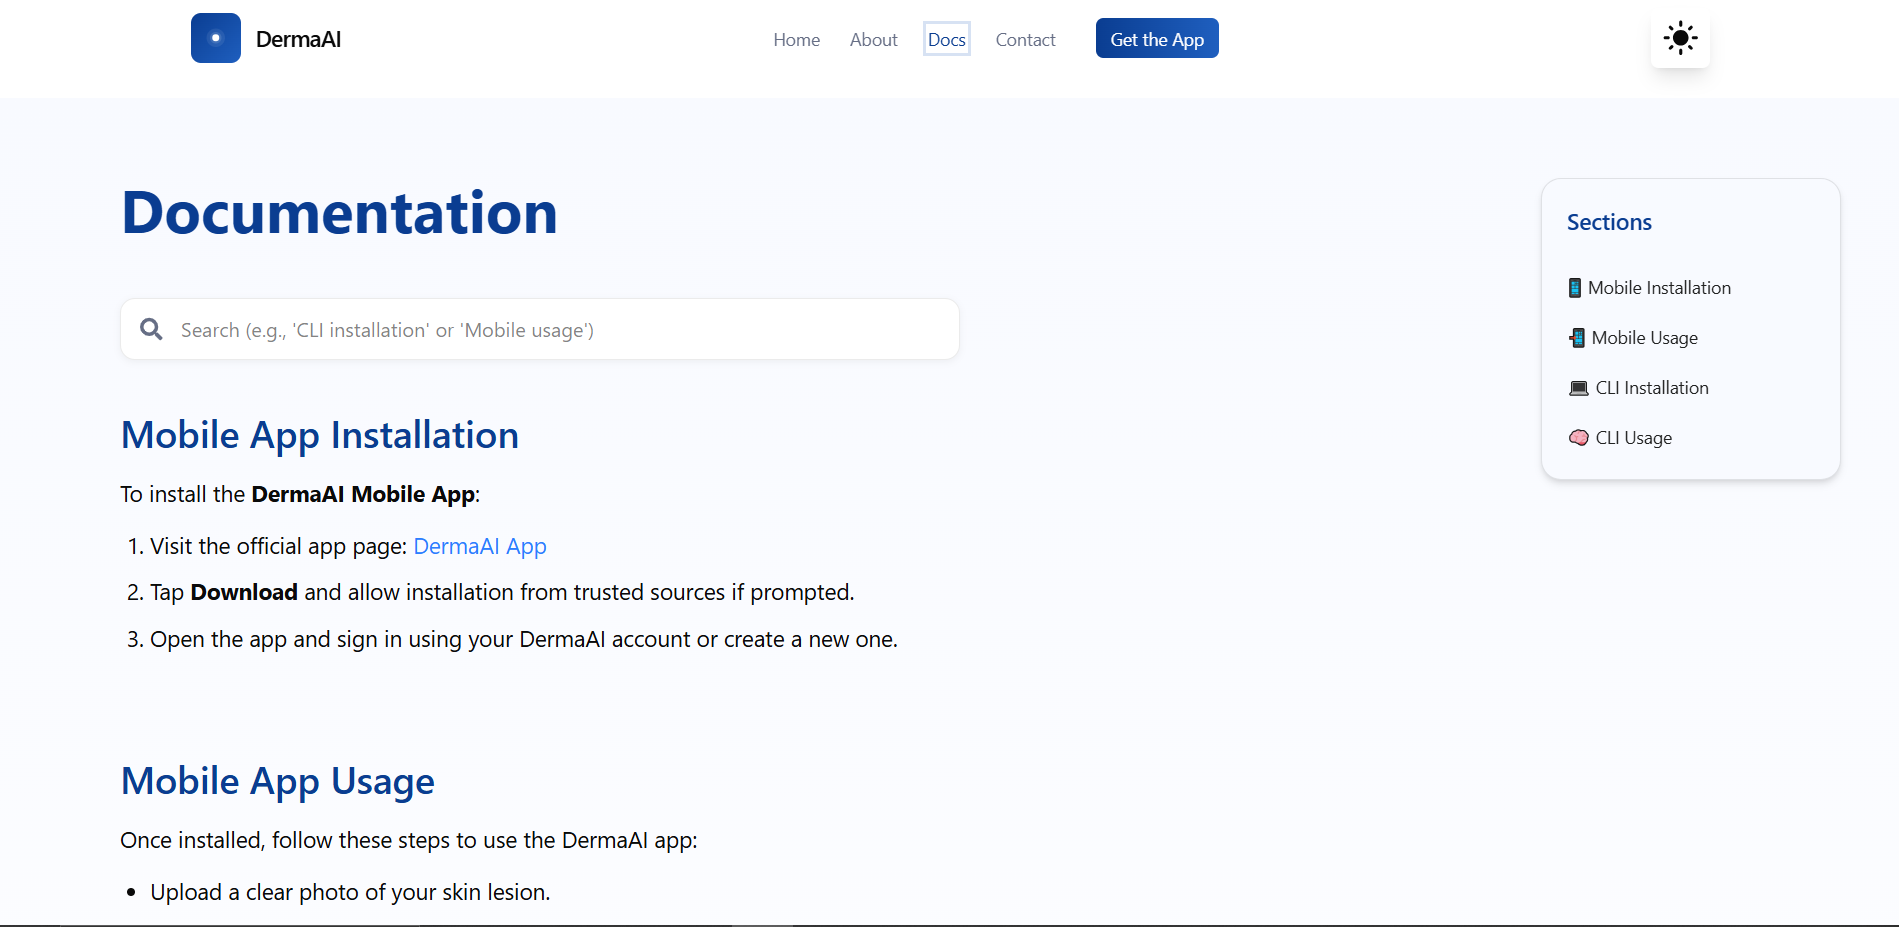 DermaAI
Home
About
Docs
Contact
Get the App
Documentation
Search (e.g., 'CLI installation' or 'Mobile usage')
Mobile App Installation
To install the DermaAI Mobile App:
1. Visit the official app page: DermaAI App
2. Tap Download and allow installation from trusted sources if prompted.
3. Open the app and sign in using your DermaAI account or create a new one.
Mobile App Usage
Once installed, follow these steps to use the DermaAI app:
• Upload a clear photo of your skin lesion.
Sections
Mobile Installation
Mobile Usage
CLI Installation
CLI Usage